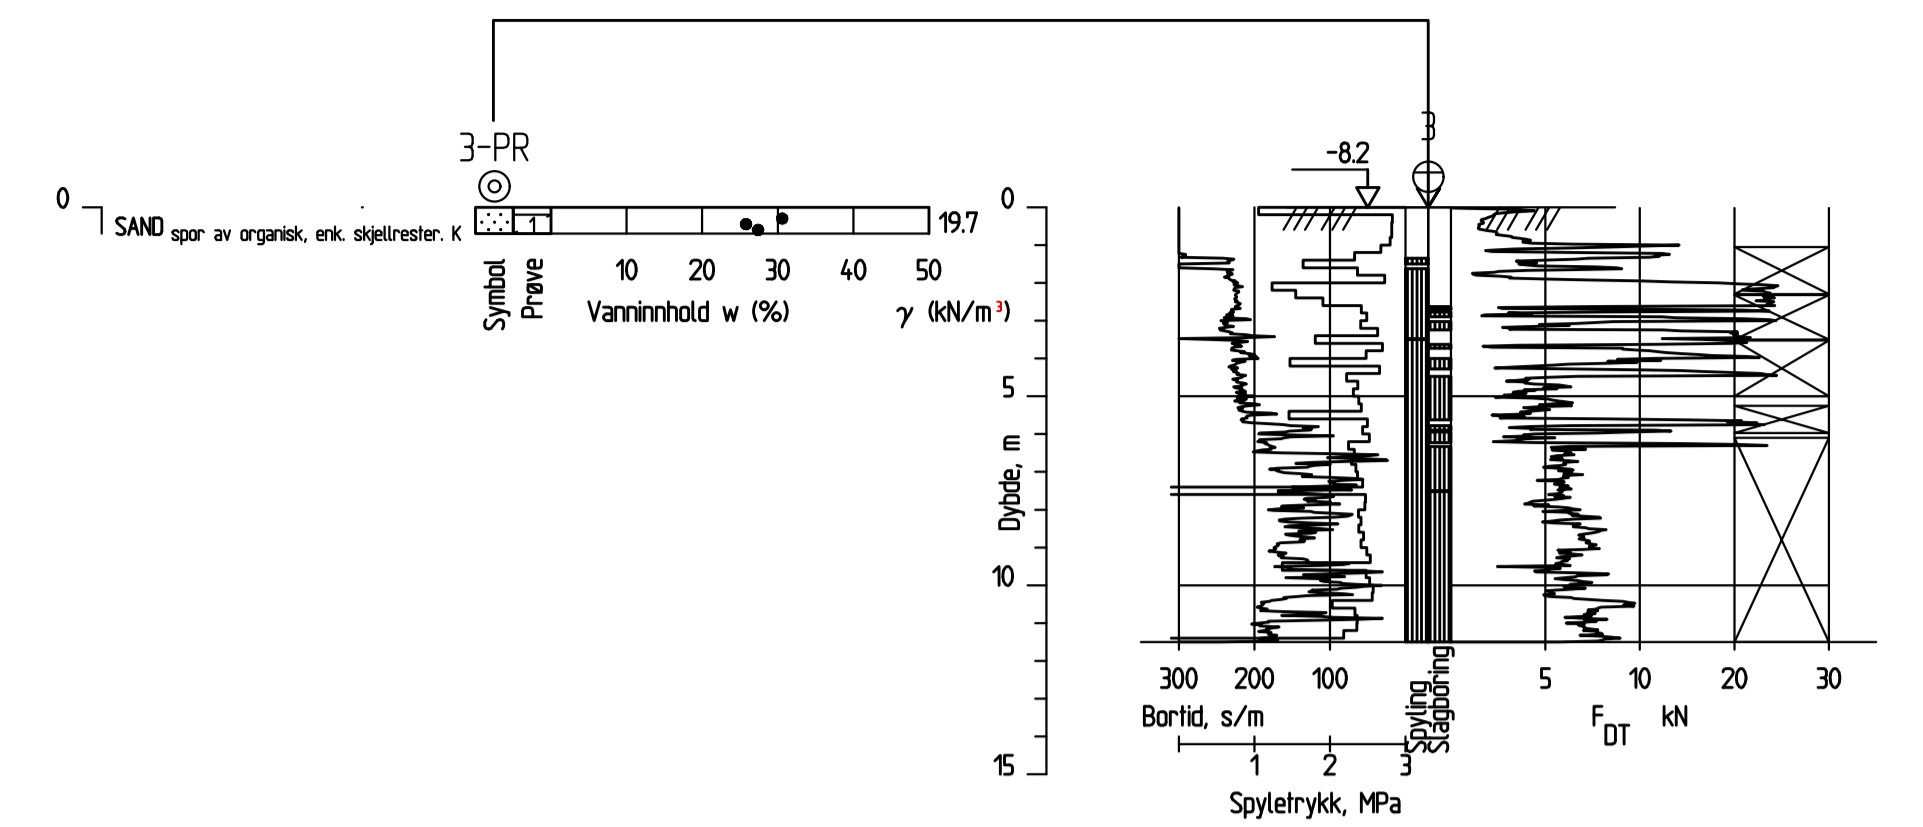 3
3-PR
-8.2
0
SAND spor av organisk, enk. skjellrester. K
1
19.7
0
10 20 30 40 50
Symbol
Prøve
Vanninnhold w (%)
γ (kN/m³)
5
Dybde, m
10
15
300 200 100
Bortid, s/m
Spyling
Slagboring
5 10 20 30
F DT kN
1 2 3
Spyletrykk, MPa